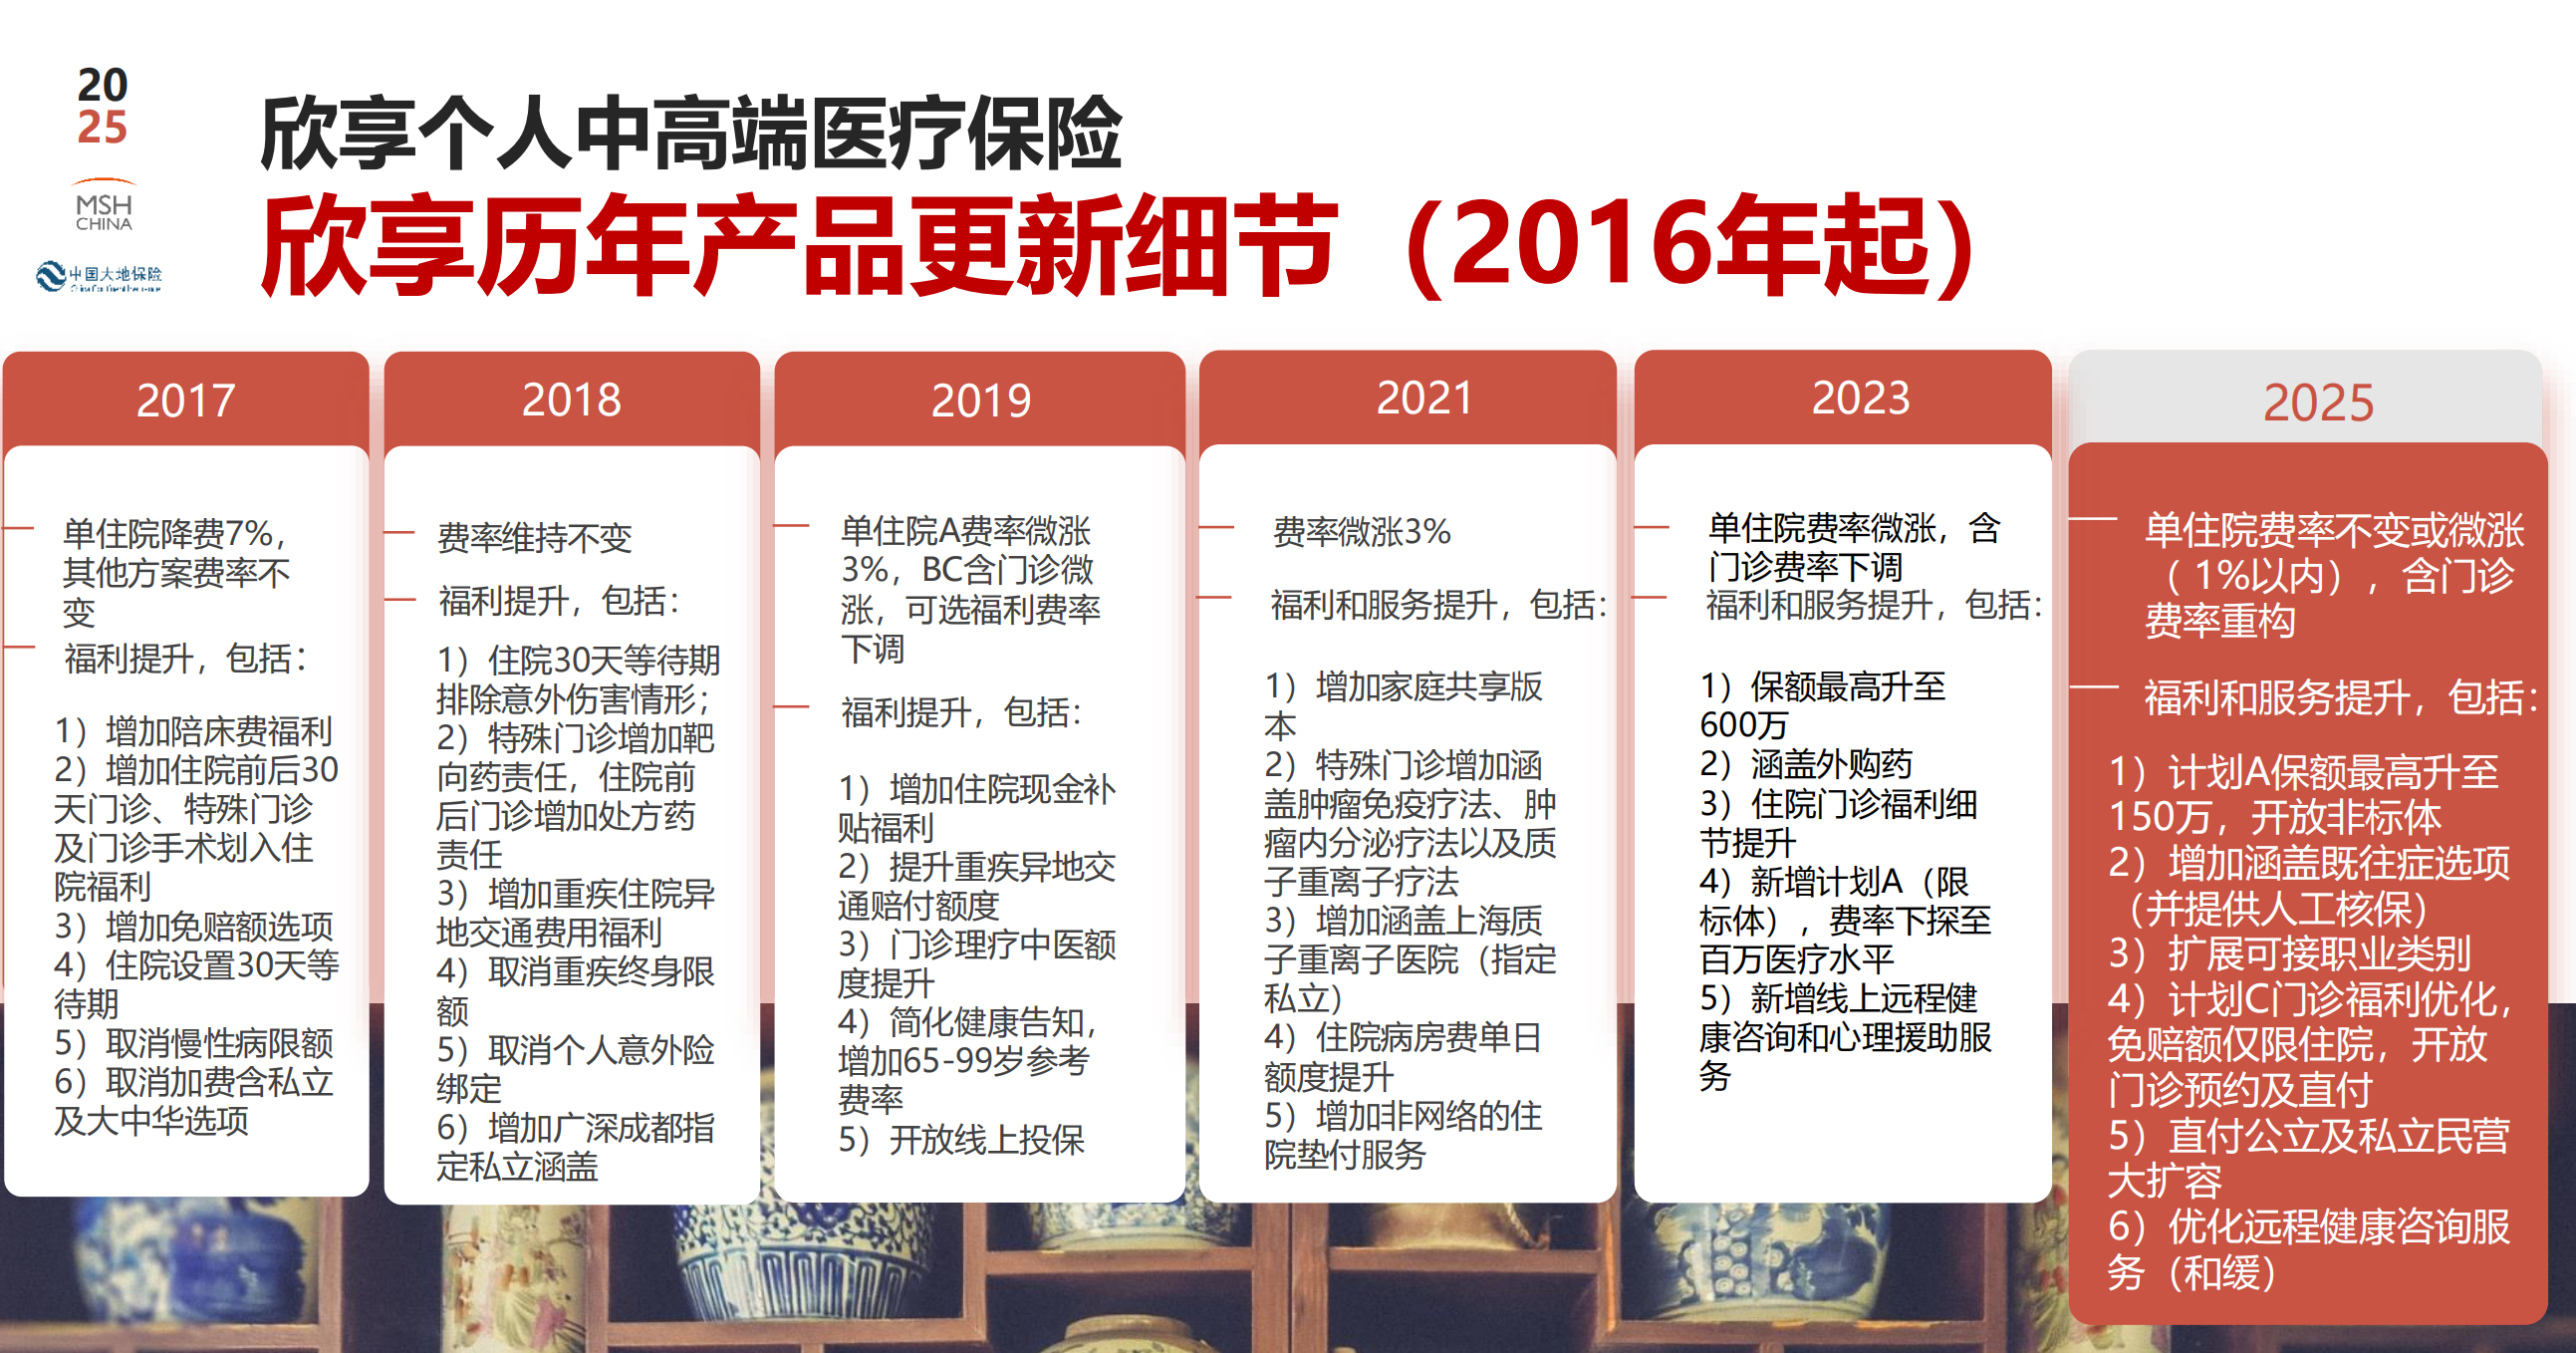 20
25
MSH
CHINA
中国大地保险
欣享个人中高端医疗保险
欣享历年产品更新细节（2016年起）
2017
单住院降费7%，
其他方案费率不
变
福利提升，包括：
1）增加陪床费福利
2）增加住院前后30
天门诊、特殊门诊
及门诊手术划入住
院福利
3）增加免赔额选项
4）住院设置30天等
待期
5）取消慢性病限额
6）取消加费含私立
及大中华选项
2018
费率维持不变
福利提升，包括：
1）住院30天等待期
排除意外伤害情形；
2）特殊门诊增加靶
向药责任，住院前
后门诊增加处方药
责任
3）增加重疾住院异
地交通费用福利
4）取消重疾终身限
额
5）取消个人意外险
绑定
6）增加广深成都指
定私立涵盖
2019
单住院A费率微涨
3%，BC含门诊微
涨，可选福利费率
下调
福利提升，包括：
1）增加住院现金补
贴福利
2）提升重疾异地交
通赔付额度
3）门诊理疗中医额
度提升
4）简化健康告知，
增加65-99岁参考
费率
5）开放线上投保
2021
费率微涨3%
福利和服务提升，包括：
1）增加家庭共享版
本
2）特殊门诊增加涵
盖肿瘤免疫疗法、肿
瘤内分泌疗法以及质
子重离子疗法
3）增加涵盖上海质
子重离子医院（指定
私立）
4）住院病房费单日
额度提升
5）增加非网络的住
院垫付服务
2023
单住院费率微涨，含
门诊费率下调
福利和服务提升，包括：
1）保额最高升至
600万
2）涵盖外购药
3）住院门诊福利细
节提升
4）新增计划A（限
标体），费率下探至
百万医疗水平
5）新增线上远程健
康咨询和心理援助服
务
2025
单住院费率不变或微涨
（ 1%以内），含门诊
费率重构
福利和服务提升，包括：
1）计划A保额最高升至
150万，开放非标体
2）增加涵盖既往症选项
（并提供人工核保）
3）扩展可接职业类别
4）计划C门诊福利优化，
免赔额仅限住院，开放
门诊预约及直付
5）直付公立及私立民营
大扩容
6）优化远程健康咨询服
务（和缓）